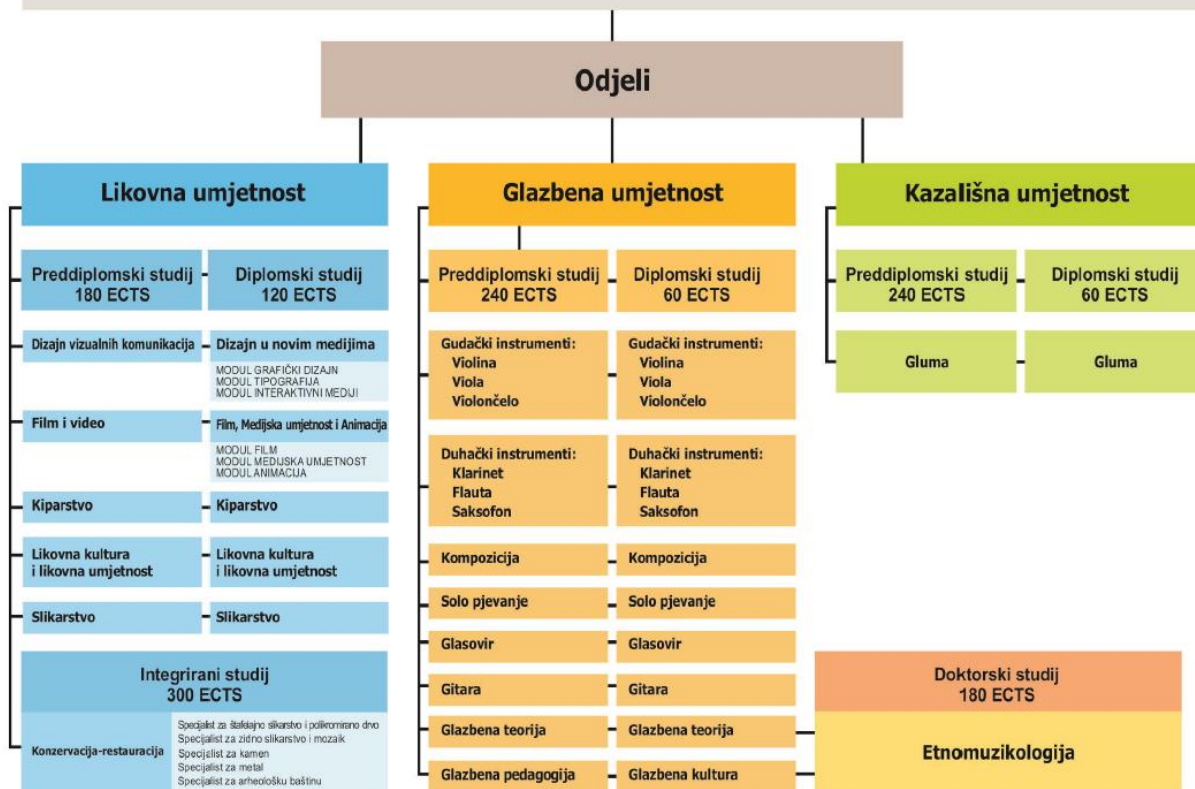 Odjeli
Likovna umjetnost
Preddiplomski studij
180 ECTS
Diplomski studij
120 ECTS
Dizajn vizualnih komunikacija
Dizajn u novim medijima
MODUL GRAFIČKI DIZAJN
MODUL TIPOGRAFIJA
MODUL INTERAKTIVNI MEDIJI
Film i video
Film, Medijska umjetnost i Animacija
MODUL FILM
MODUL MEDIJSKA UMJETNOST
MODUL ANIMACIJA
Kiparstvo
Kiparstvo
Likovna kultura
i likovna umjetnost
Likovna kultura
i likovna umjetnost
Slikarstvo
Slikarstvo
Integrirani studij
300 ECTS
Konzervacija-restauracija
Specijalist za štafelajno slikarstvo i polikromirano drvo
Specijalist za zidno slikarstvo i mozaik
Specijalist za kamen
Specijalist za metal
Specijalist za arheološku baštinu
Glazbena umjetnost
Preddiplomski studij
240 ECTS
Diplomski studij
60 ECTS
Gudački instrumenti:
Violina
Viola
Violončelo
Gudački instrumenti:
Violina
Viola
Violončelo
Duhački instrumenti:
Klarinet
Flauta
Saksofon
Duhački instrumenti:
Klarinet
Flauta
Saksofon
Kompozicija
Kompozicija
Solo pjevanje
Solo pjevanje
Glasovir
Glasovir
Gitara
Gitara
Glazbena teorija
Glazbena teorija
Glazbena pedagogija
Glazbena kultura
Kazališna umjetnost
Preddiplomski studij
240 ECTS
Diplomski studij
60 ECTS
Gluma
Gluma
Doktorski studij
180 ECTS
Etnomuzikologija